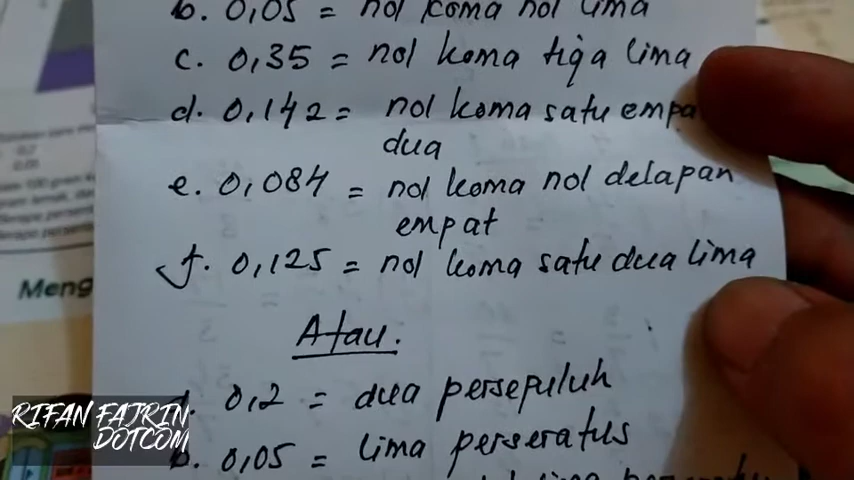 b. 0,05 = nol koma nol lima
c. 0,35 = nol koma tiga lima
d. 0,142 = nol koma satu empa
dua
e. 0,084 = nol koma nol delapan
empat
f. 0,125 = nol koma satu dua lima
Atau.
Meng
0,2 = dua persepuluh
b. 0,05 = lima perseratus
RIFAN FAJRIN
DOTCOM